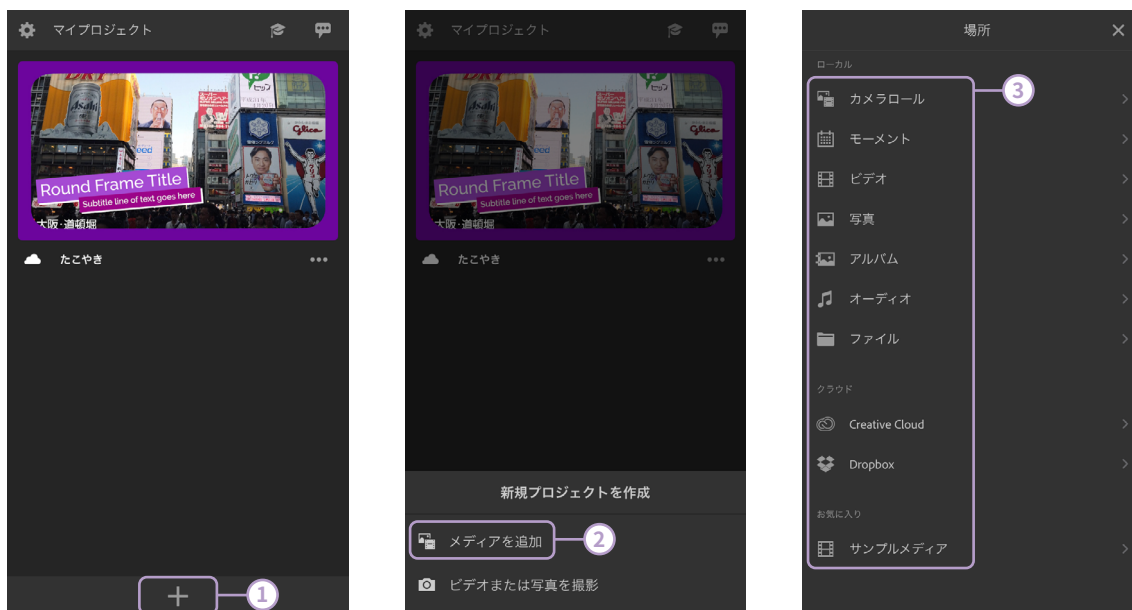 マイプロジェクト
Asahi
セブン
Glico
Round Frame Title
Subtitle line of text goes here
大阪・道頓堀
たこやき
1
マイプロジェクト
Asahi
Glico
Round Frame Title
Subtitle line of text goes here
大阪・道頓堀
たこやき
新規プロジェクトを作成
メディアを追加
2
ビデオまたは写真を撮影
場所
ローカル
3
カメラロール
モーメント
ビデオ
写真
アルバム
オーディオ
ファイル
クラウド
Creative Cloud
Dropbox
お気に入り
サンプルメディア